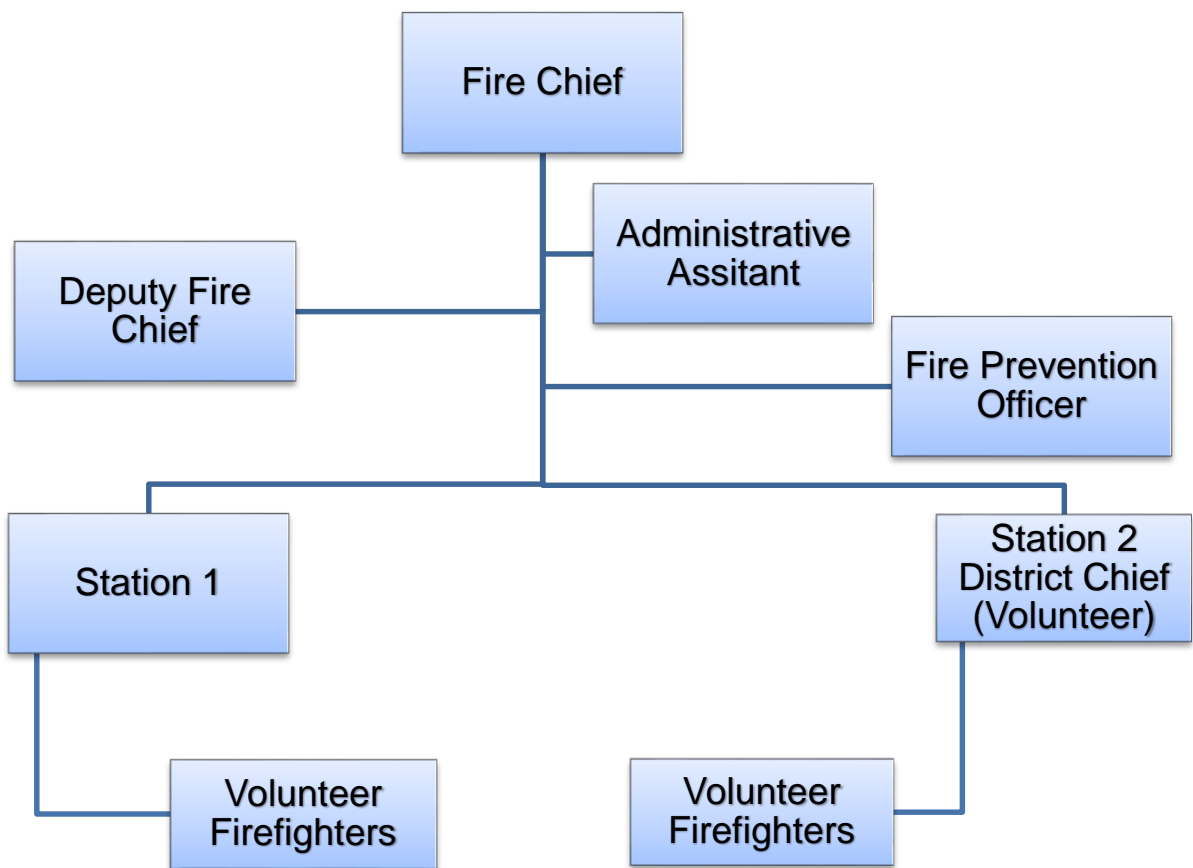 Fire Chief
Administrative
Assitant
Deputy Fire
Chief
Fire Prevention
Officer
Station 1
Station 2
District Chief
(Volunteer)
Volunteer
Firefighters
Volunteer
Firefighters